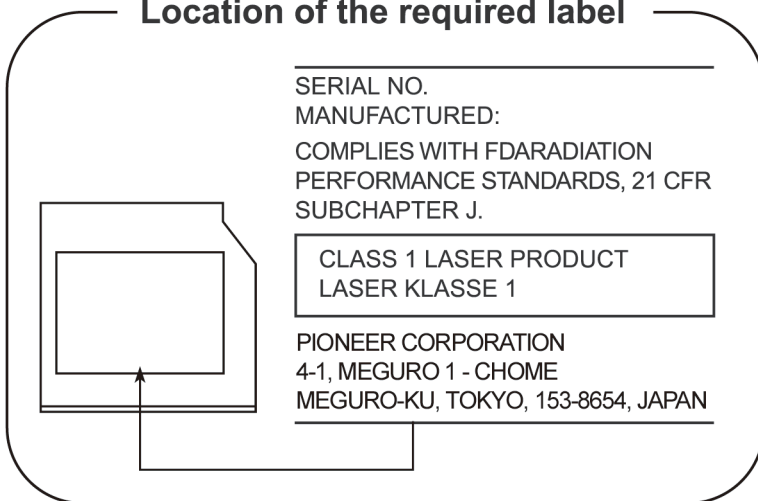 Location of the required label
SERIAL NO.
MANUFACTURED:
COMPLIES WITH FDARADIATION
PERFORMANCE STANDARDS, 21 CFR
SUBCHAPTER J.
CLASS 1 LASER PRODUCT
LASER KLASSE 1
PIONEER CORPORATION
4-1, MEGURO 1 - CHOME
MEGURO-KU, TOKYO, 153-8654, JAPAN